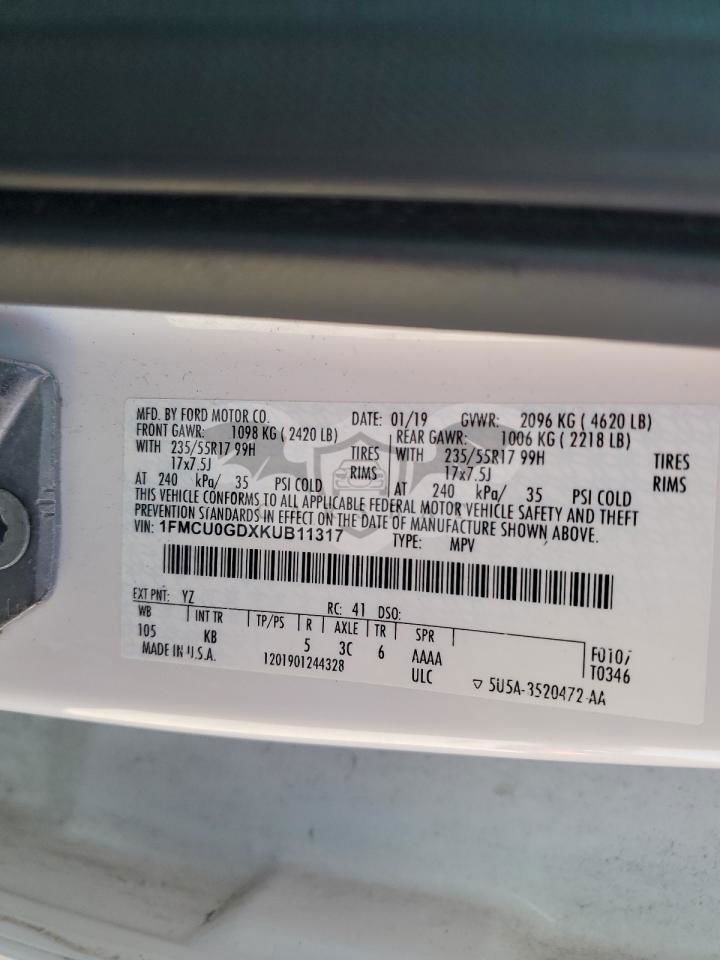 MFD. BY FORD MOTOR CO. DATE: 01/19 GVWR: 2096 KG ( 4620 LB)
FRONT GAWR: 1098 KG ( 2420 LB) REAR GAWR: 1006 KG ( 2218 LB)
WITH 235/55R17 99H TIRES WITH 235/55R17 99H TIRES
17x7.5J RIMS 17x7.5J RIMS
AT 240 kPa/ 35 PSI COLD AT 240 kPa/ 35 PSI COLD
THIS VEHICLE CONFORMS TO ALL APPLICABLE FEDERAL MOTOR VEHICLE SAFETY AND THEFT
PREVENTION STANDARDS IN EFFECT ON THE DATE OF MANUFACTURE SHOWN ABOVE.
VIN: 1FMCU0GDXKUB11317 TYPE: MPV
EXT PNT: YZ RC: 41 DSO:
WB INT TR TP/PS R AXLE TR SPR
105 KB 5 3C 6 AAAA F0107
MADE IN U.S.A. 1201901244328 ULC T0346
▽ 5U5A-3520472-AA